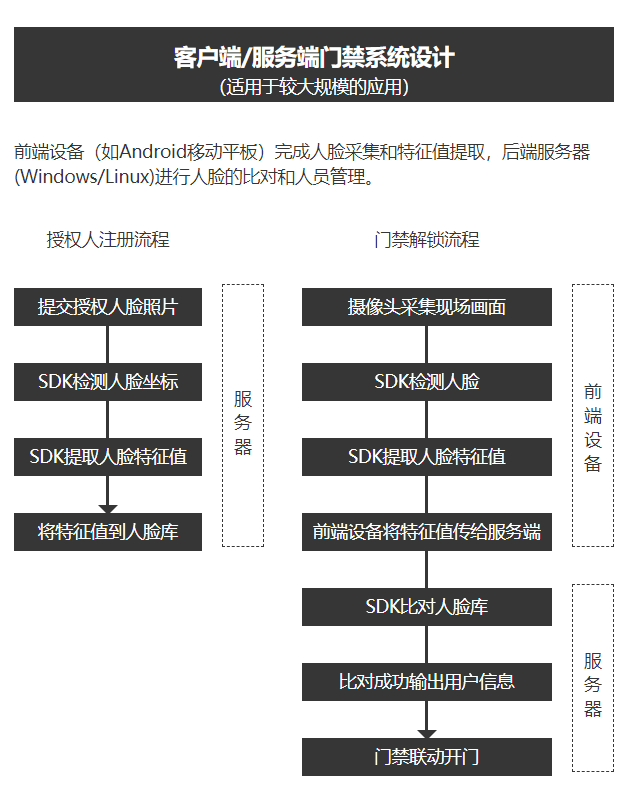 客户端/服务端门禁系统设计
(适用于较大规模的应用)
前端设备（如Android移动平板）完成人脸采集和特征值提取，后端服务器
(Windows/Linux)进行人脸的比对和人员管理。
授权人注册流程
提交授权人脸照片
SDK检测人脸坐标
SDK提取人脸特征值
将特征值到人脸库
服务器
门禁解锁流程
摄像头采集现场画面
SDK检测人脸
SDK提取人脸特征值
前端设备将特征值传给服务端
SDK比对人脸库
比对成功输出用户信息
门禁联动开门
前端设备
服务器